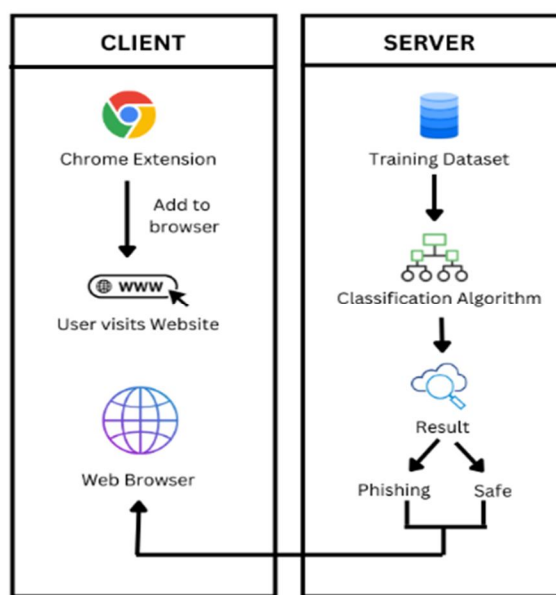 CLIENT
Chrome Extension
Add to
browser
www
User visits Website
Web Browser
SERVER
Training Dataset
Classification Algorithm
Result
Phishing
Safe